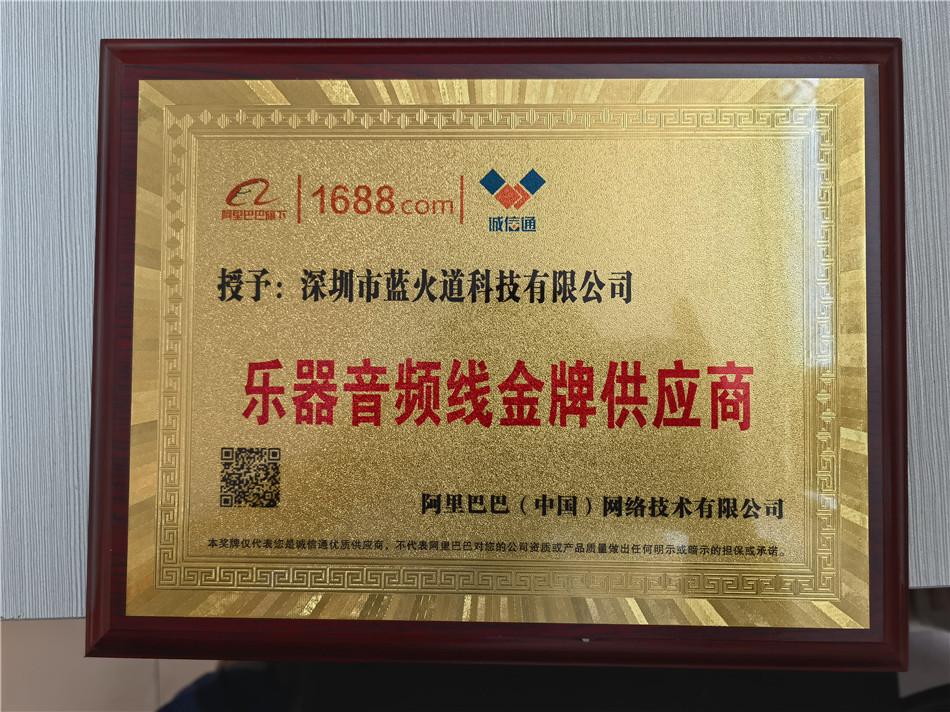 阿里巴巴旗下 1688.com 诚信通
授予：深圳市蓝火道科技有限公司
乐器音频线金牌供应商
阿里巴巴（中国）网络技术有限公司
本奖牌仅代表您是诚信通优质供应商，不代表阿里巴巴对您的公司资质或产品质量做出任何明示或暗示的担保或承诺。